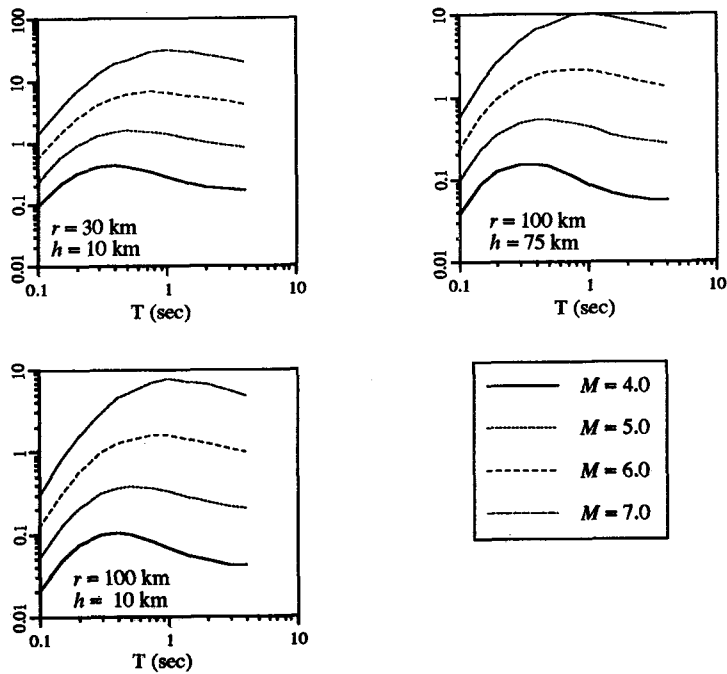 100
10
1
0.1
0.01
r = 30 km
h = 10 km
0.1 1 10
T (sec)
10
1
0.1
0.01
r = 100 km
h = 75 km
0.1 1 10
T (sec)
10
1
0.1
0.01
r = 100 km
h = 10 km
0.1 1 10
T (sec)
M = 4.0
M = 5.0
M = 6.0
M = 7.0